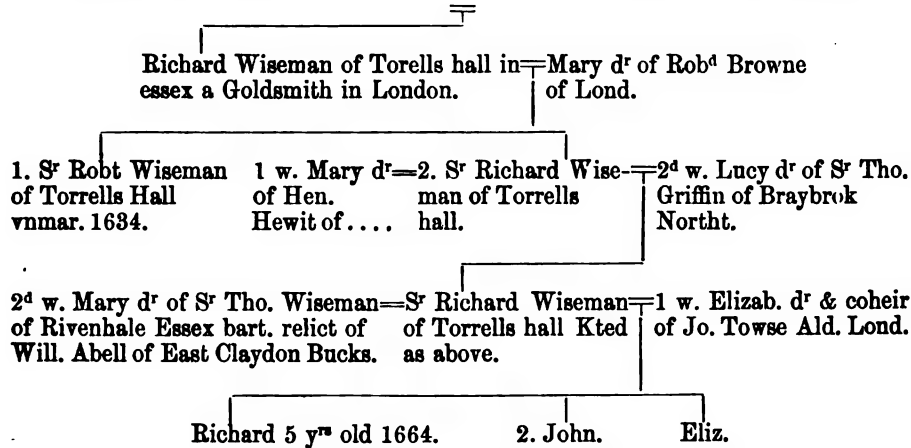 Richard Wiseman of Torells hall in Mary dʳ of Robᵈ Browne
essex a Goldsmith in London. of Lond.
1. Sʳ Robt Wiseman 1 w. Mary dʳ 2. Sʳ Richard Wise- 2ᵈ w. Lucy dʳ of Sʳ Tho.
of Torrells Hall of Hen. man of Torrells Griffin of Braybrok
vnmar. 1634. Hewit of .... hall. Northt.
2ᵈ w. Mary dʳ of Sʳ Tho. Wiseman Sʳ Richard Wiseman 1 w. Elizab. dʳ & coheir
of Rivenhale Essex bart. relict of of Torrells hall Kted of Jo. Towse Ald. Lond.
Will. Abell of East Claydon Bucks. as above.
Richard 5 yʳˢ old 1664. 2. John. Eliz.